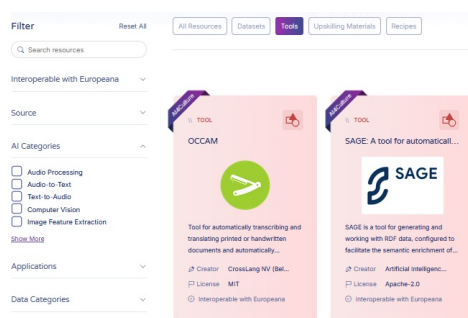 Filter
Reset All
Search resources
Interoperable with Europeana
Source
AI Categories
Audio Processing
Audio-to-Text
Text-to-Audio
Computer Vision
Image Feature Extraction
Show More
Applications
Data Categories
All Resources
Datasets
Tools
Upskilling Materials
Recipes
AI4Culture
TOOL
OCCAM
Tool for automatically transcribing and
translating printed or handwritten
documents and automatically...
Creator CrossLang NV (Sel...
License MIT
Interoperable with Europeana
AI4Culture
TOOL
SAGE: A tool for automaticall...
SAGE
SAGE is a tool for generating and
working with RDF data, configured to
facilitate the semantic enrichment of...
Creator Artificial Intelligenc...
License Apache-2.0
Interoperable with Europeana